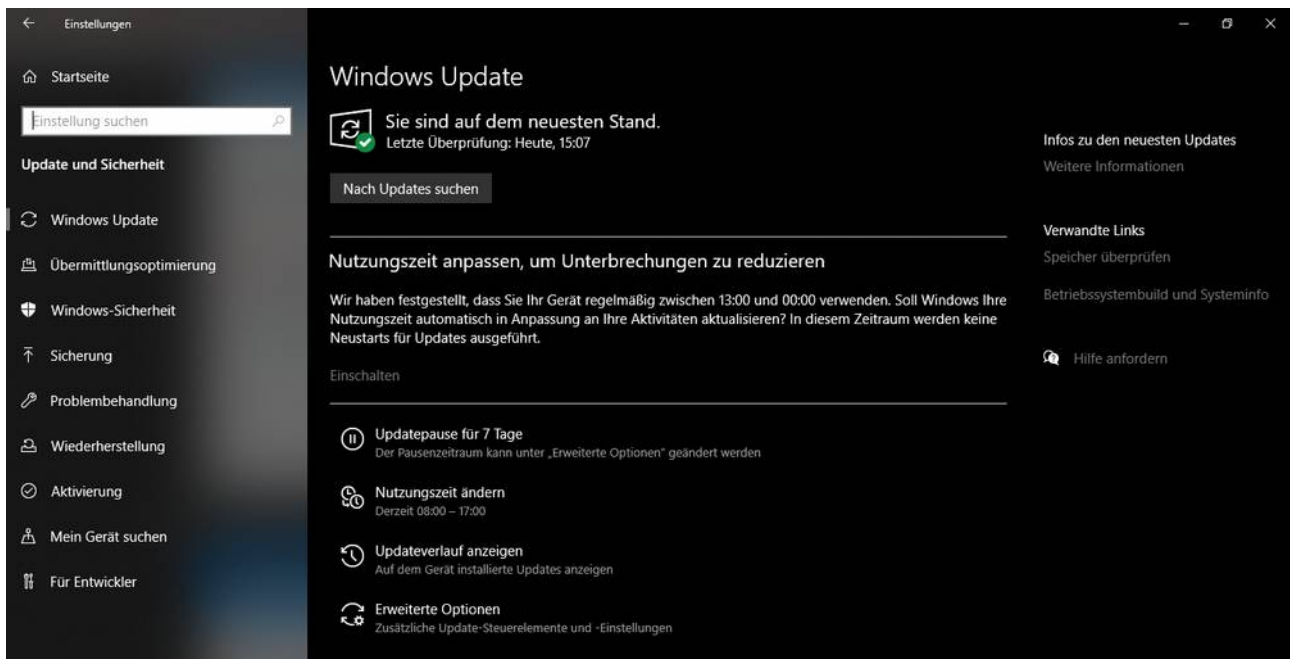 Einstellungen
Startseite
Einstellung suchen
Update und Sicherheit
Windows Update
Übermittlungsoptimierung
Windows-Sicherheit
Sicherung
Problembehandlung
Wiederherstellung
Aktivierung
Mein Gerät suchen
Für Entwickler
Windows Update
Sie sind auf dem neuesten Stand.
Letzte Überprüfung: Heute, 15:07
Nach Updates suchen
Nutzungszeit anpassen, um Unterbrechungen zu reduzieren
Wir haben festgestellt, dass Sie Ihr Gerät regelmäßig zwischen 13:00 und 00:00 verwenden. Soll Windows Ihre
Nutzungszeit automatisch in Anpassung an Ihre Aktivitäten aktualisieren? In diesem Zeitraum werden keine
Neustarts für Updates ausgeführt.
Einschalten
Updatepause für 7 Tage
Der Pausenzeitraum kann unter „Erweiterte Optionen" geändert werden
Nutzungszeit ändern
Derzeit 08:00 – 17:00
Updateverlauf anzeigen
Auf dem Gerät installierte Updates anzeigen
Erweiterte Optionen
Zusätzliche Update-Steuerelemente und -Einstellungen
Infos zu den neuesten Updates
Weitere Informationen
Verwandte Links
Speicher überprüfen
Betriebssystembuild und Systeminfo
Hilfe anfordern